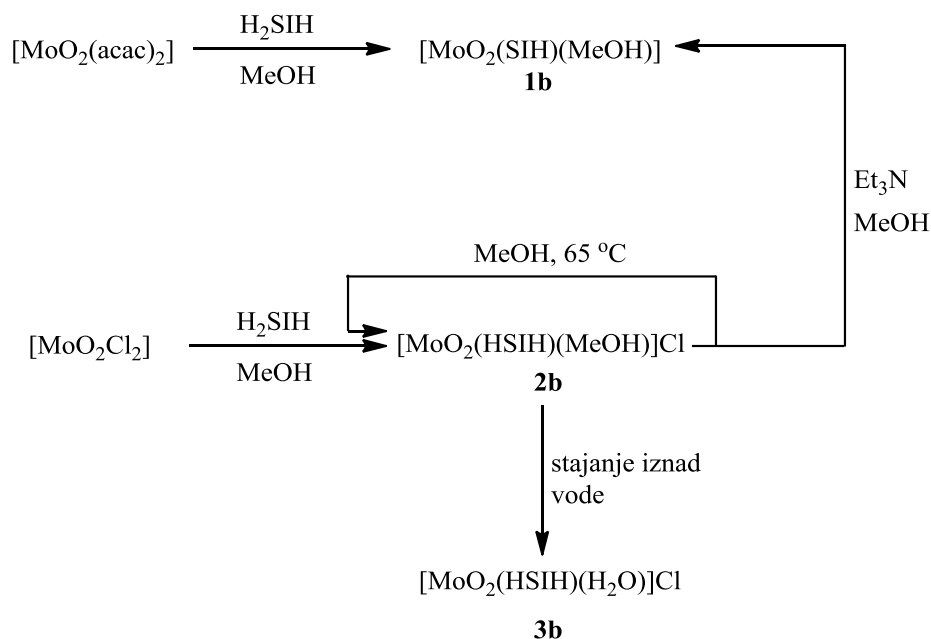 [MoO₂(acac)₂]
H₂SIH
MeOH
[MoO₂(SIH)(MeOH)]
1b
Et₃N
MeOH
MeOH, 65 ºC
[MoO₂Cl₂]
H₂SIH
MeOH
[MoO₂(HSIH)(MeOH)]Cl
2b
stajanje iznad
vode
[MoO₂(HSIH)(H₂O)]Cl
3b